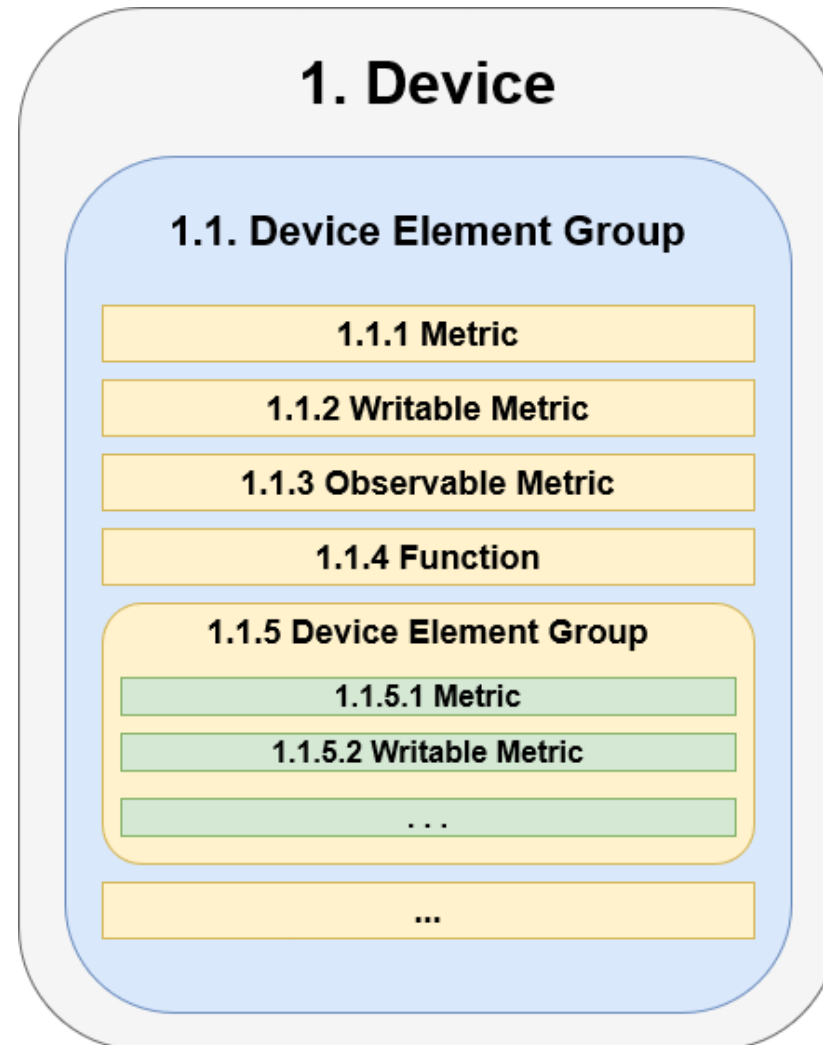 1. Device
1.1. Device Element Group
1.1.1 Metric
1.1.2 Writable Metric
1.1.3 Observable Metric
1.1.4 Function
1.1.5 Device Element Group
1.1.5.1 Metric
1.1.5.2 Writable Metric
. . .
...